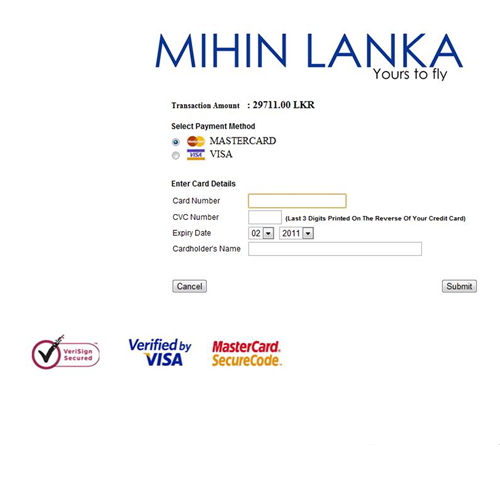 MIHIN LANKA
Yours to fly
Transaction Amount : 29711.00 LKR
Select Payment Method
MasterCard MASTERCARD
VISA VISA
Enter Card Details
Card Number
CVC Number (Last 3 Digits Printed On The Reverse Of Your Credit Card)
Expiry Date 02 2011
Cardholder's Name
Cancel Submit
VeriSign
Secured
Verified by
VISA
MasterCard.
SecureCode.